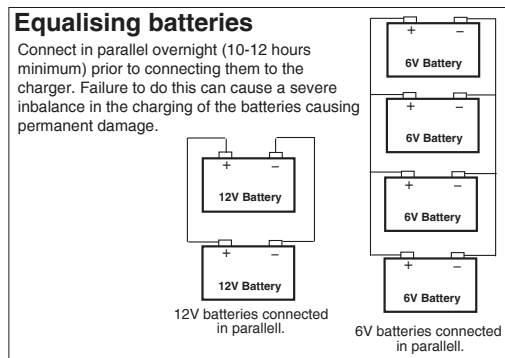 Equalising batteries
Connect in parallel overnight (10-12 hours
minimum) prior to connecting them to the
charger. Failure to do this can cause a severe
inbalance in the charging of the batteries causing
permanent damage.
+ –
12V Battery
+ –
12V Battery
12V batteries connected
in parallell.
+ –
6V Battery
+ –
6V Battery
+ –
6V Battery
+ –
6V Battery
6V batteries connected
in parallell.